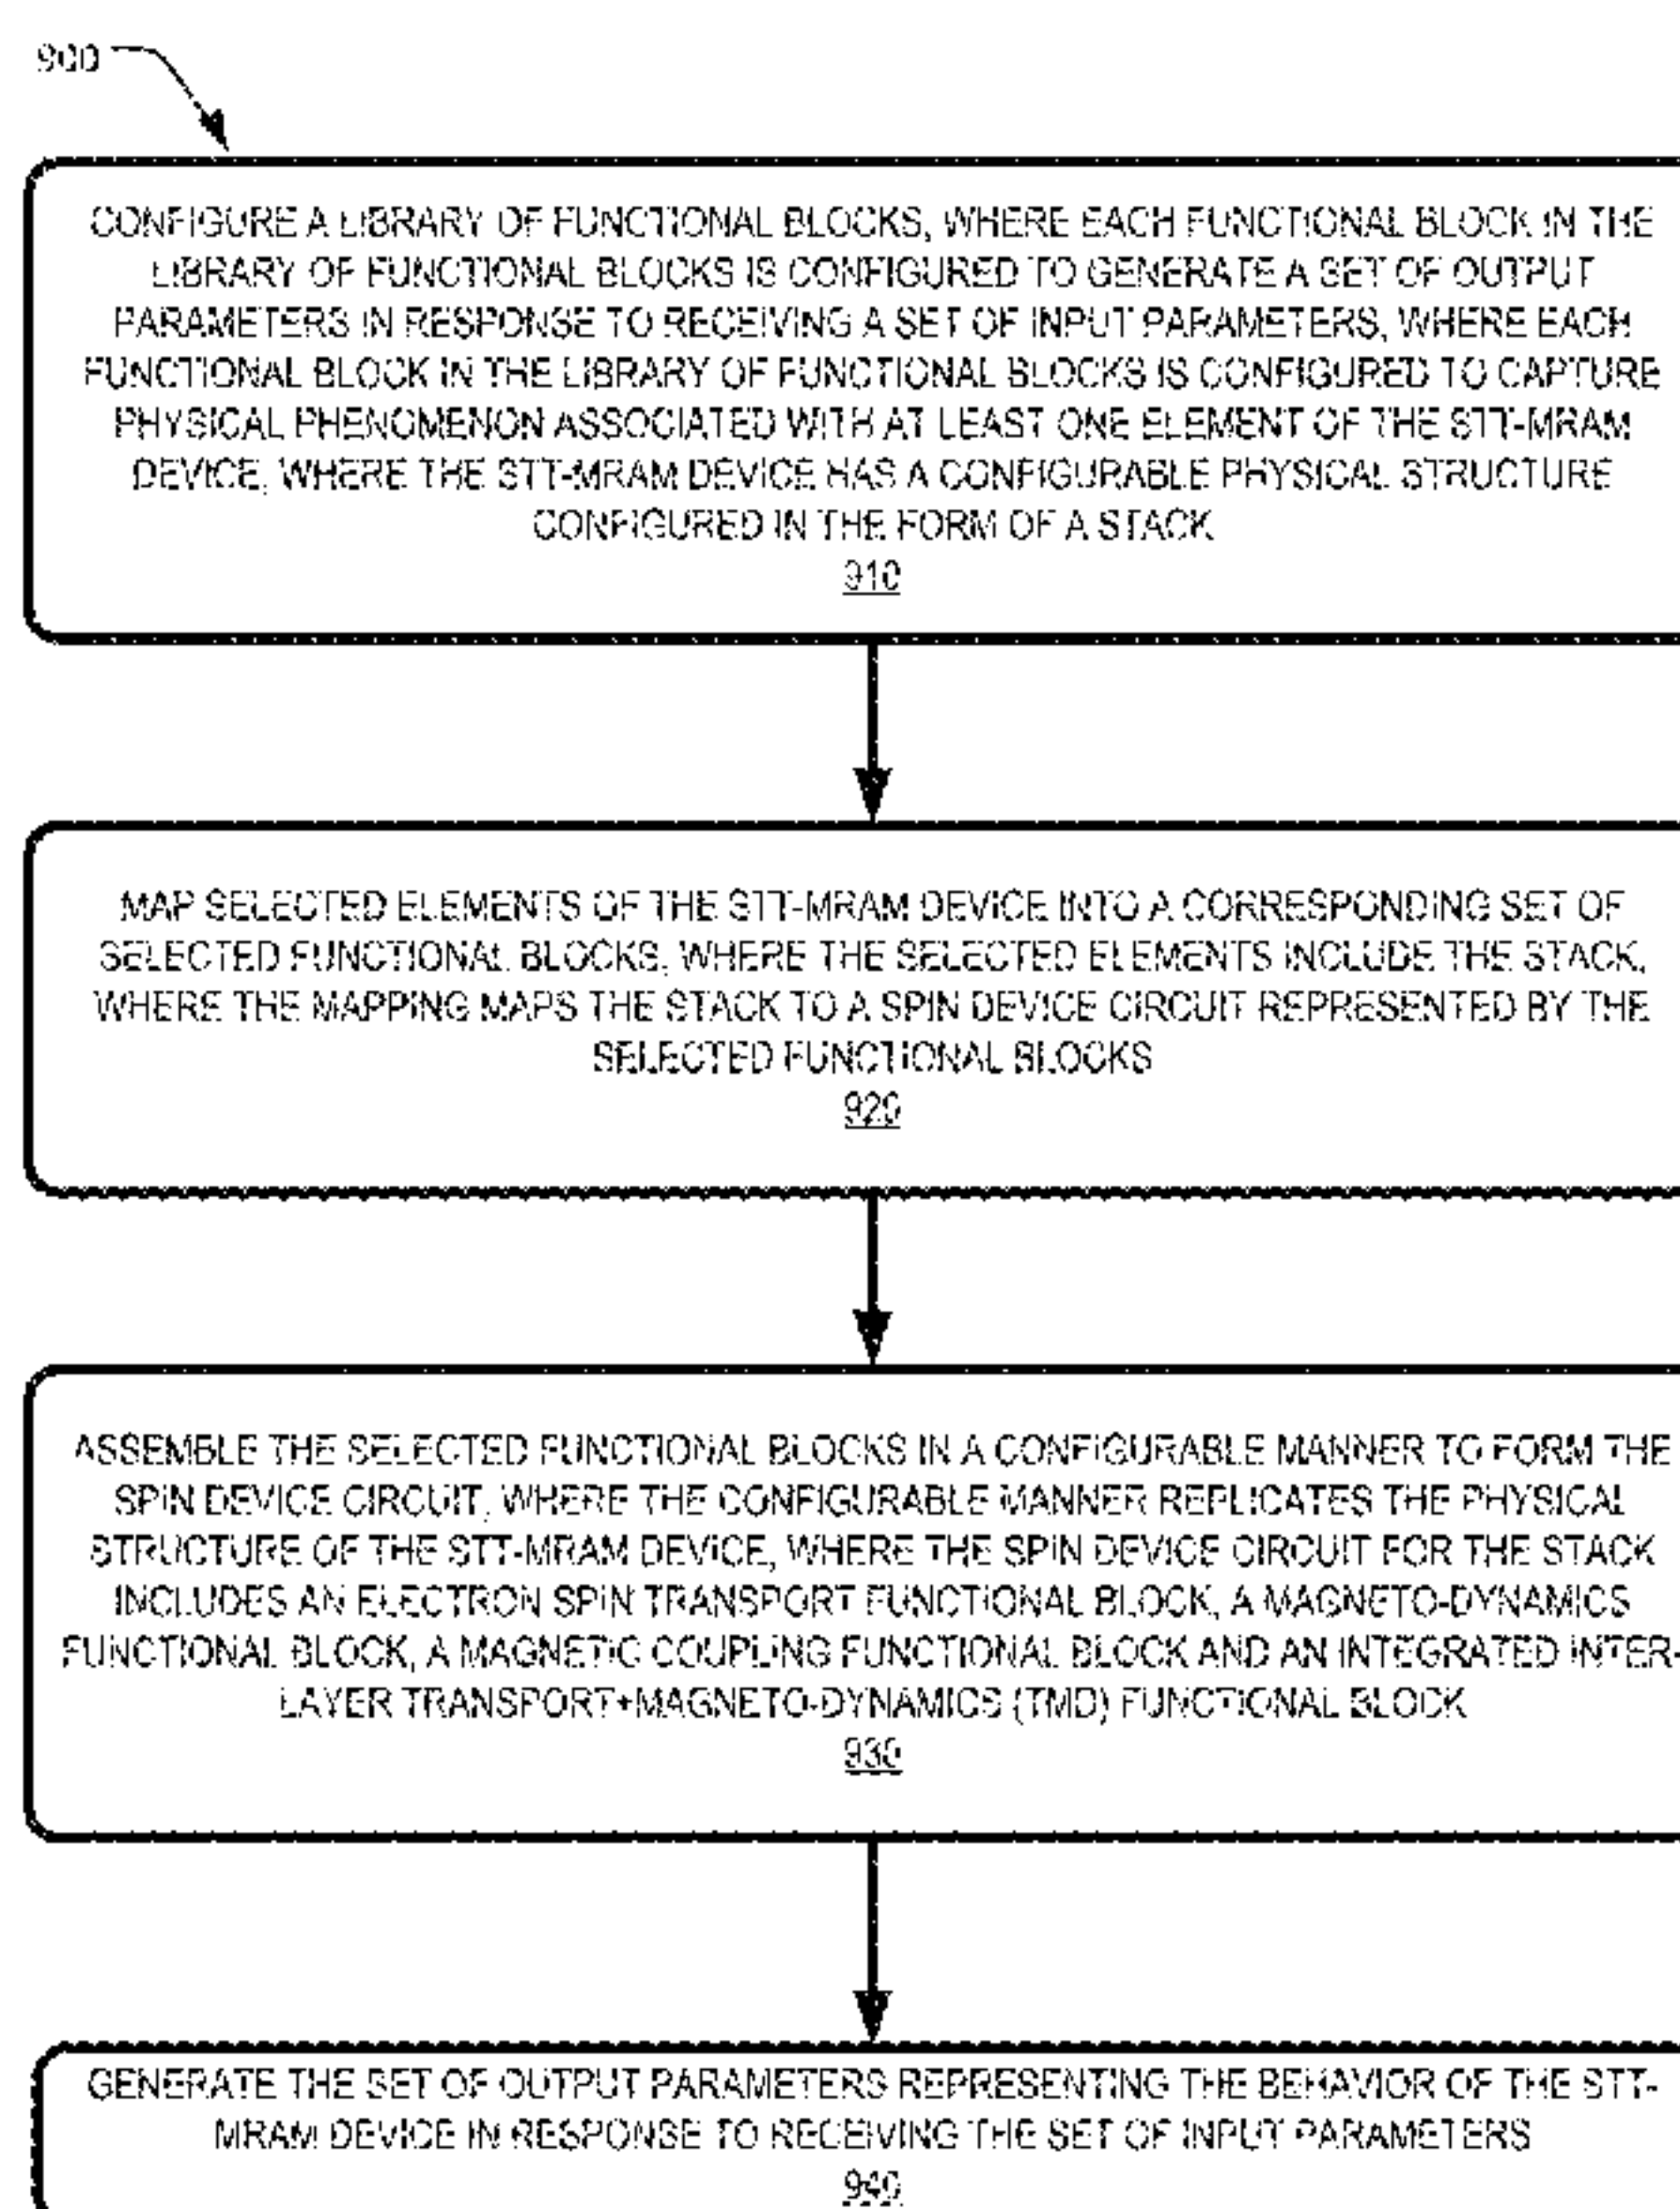 900
CONFIGURE A LIBRARY OF FUNCTIONAL BLOCKS, WHERE EACH FUNCTIONAL BLOCK IN THE
LIBRARY OF FUNCTIONAL BLOCKS IS CONFIGURED TO GENERATE A SET OF OUTPUT
PARAMETERS IN RESPONSE TO RECEIVING A SET OF INPUT PARAMETERS, WHERE EACH
FUNCTIONAL BLOCK IN THE LIBRARY OF FUNCTIONAL BLOCKS IS CONFIGURED TO CAPTURE
PHYSICAL PHENOMENON ASSOCIATED WITH AT LEAST ONE ELEMENT OF THE STT-MRAM
DEVICE, WHERE THE STT-MRAM DEVICE HAS A CONFIGURABLE PHYSICAL STRUCTURE
CONFIGURED IN THE FORM OF A STACK
910
MAP SELECTED ELEMENTS OF THE STT-MRAM DEVICE INTO A CORRESPONDING SET OF
SELECTED FUNCTIONAL BLOCKS, WHERE THE SELECTED ELEMENTS INCLUDE THE STACK,
WHERE THE MAPPING MAPS THE STACK TO A SPIN DEVICE CIRCUIT REPRESENTED BY THE
SELECTED FUNCTIONAL BLOCKS
920
ASSEMBLE THE SELECTED FUNCTIONAL BLOCKS IN A CONFIGURABLE MANNER TO FORM THE
SPIN DEVICE CIRCUIT, WHERE THE CONFIGURABLE MANNER REPLICATES THE PHYSICAL
STRUCTURE OF THE STT-MRAM DEVICE, WHERE THE SPIN DEVICE CIRCUIT FOR THE STACK
INCLUDES AN ELECTRON SPIN TRANSPORT FUNCTIONAL BLOCK, A MAGNETO-DYNAMICS
FUNCTIONAL BLOCK, A MAGNETIC COUPLING FUNCTIONAL BLOCK AND AN INTEGRATED INTER-
LAYER TRANSPORT+MAGNETO-DYNAMICS (TMD) FUNCTIONAL BLOCK
930
GENERATE THE SET OF OUTPUT PARAMETERS REPRESENTING THE BEHAVIOR OF THE STT-
MRAM DEVICE IN RESPONSE TO RECEIVING THE SET OF INPUT PARAMETERS
940